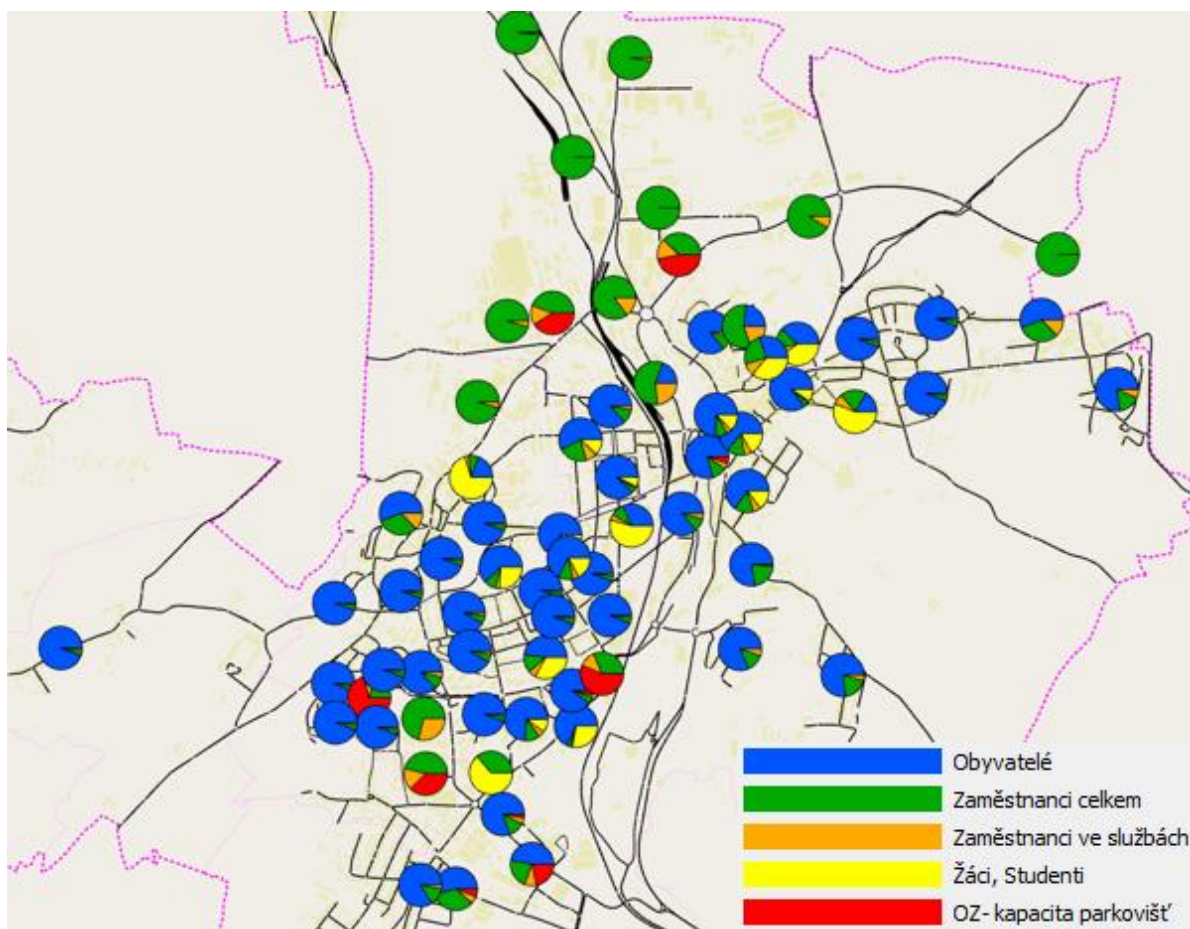 Obyvatelé
Zaměstnanci celkem
Zaměstnanci ve službách
Žáci, Studenti
OZ- kapacita parkovišť